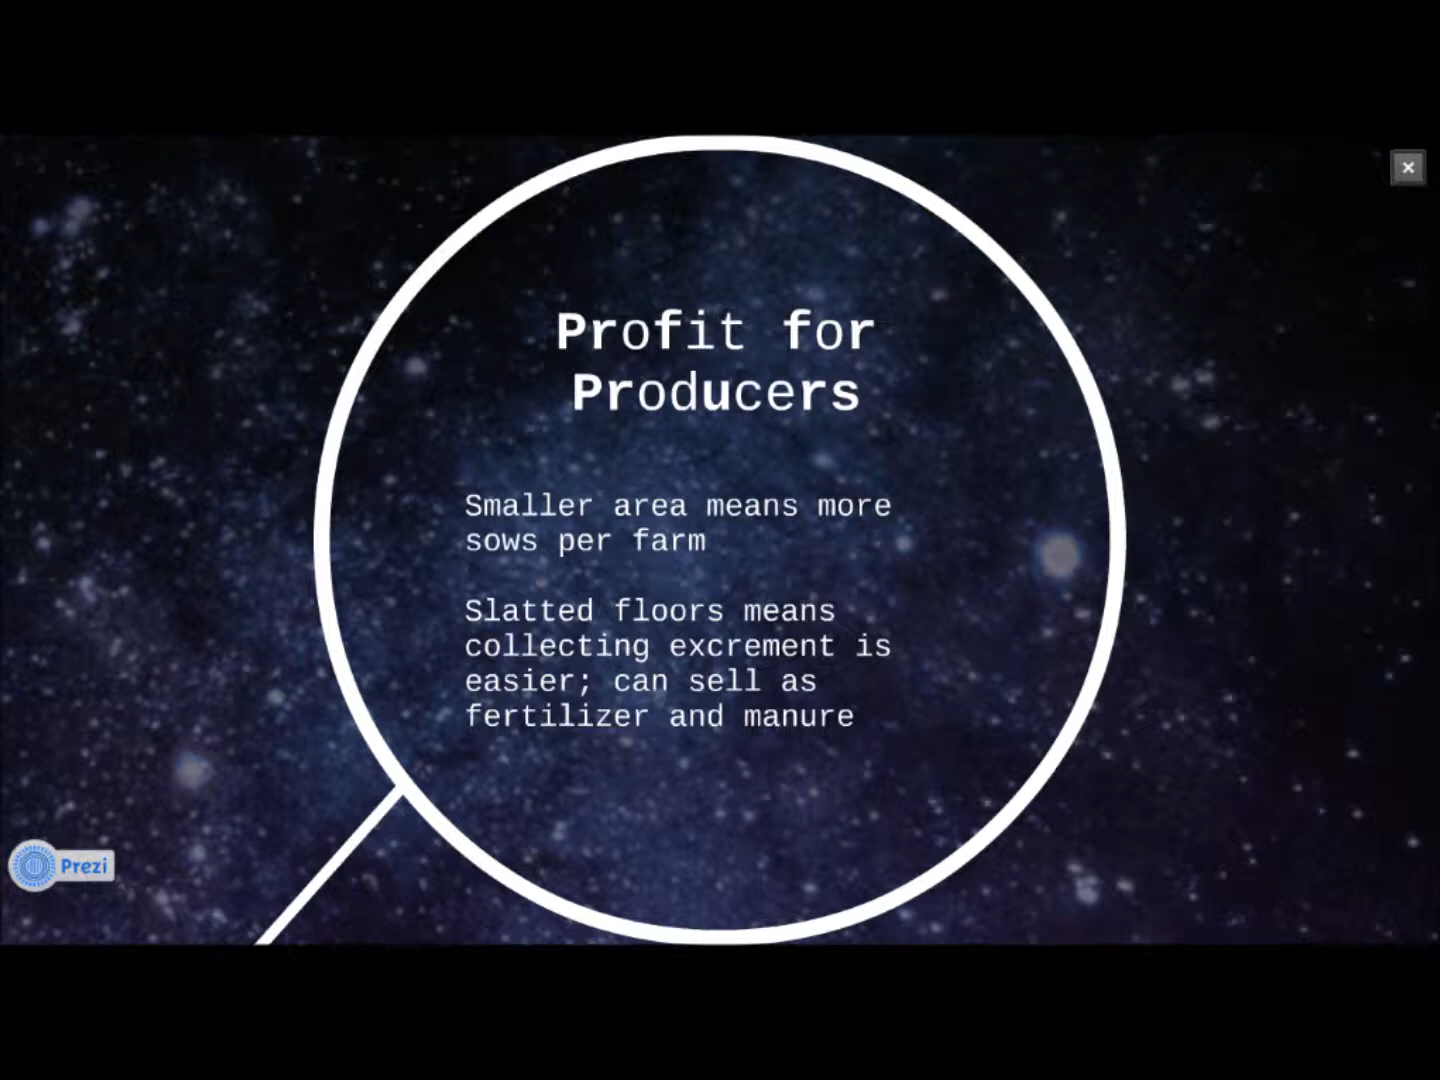 Profit for
Producers
Smaller area means more
sows per farm
Slatted floors means
collecting excrement is
easier; can sell as
fertilizer and manure
Prezi